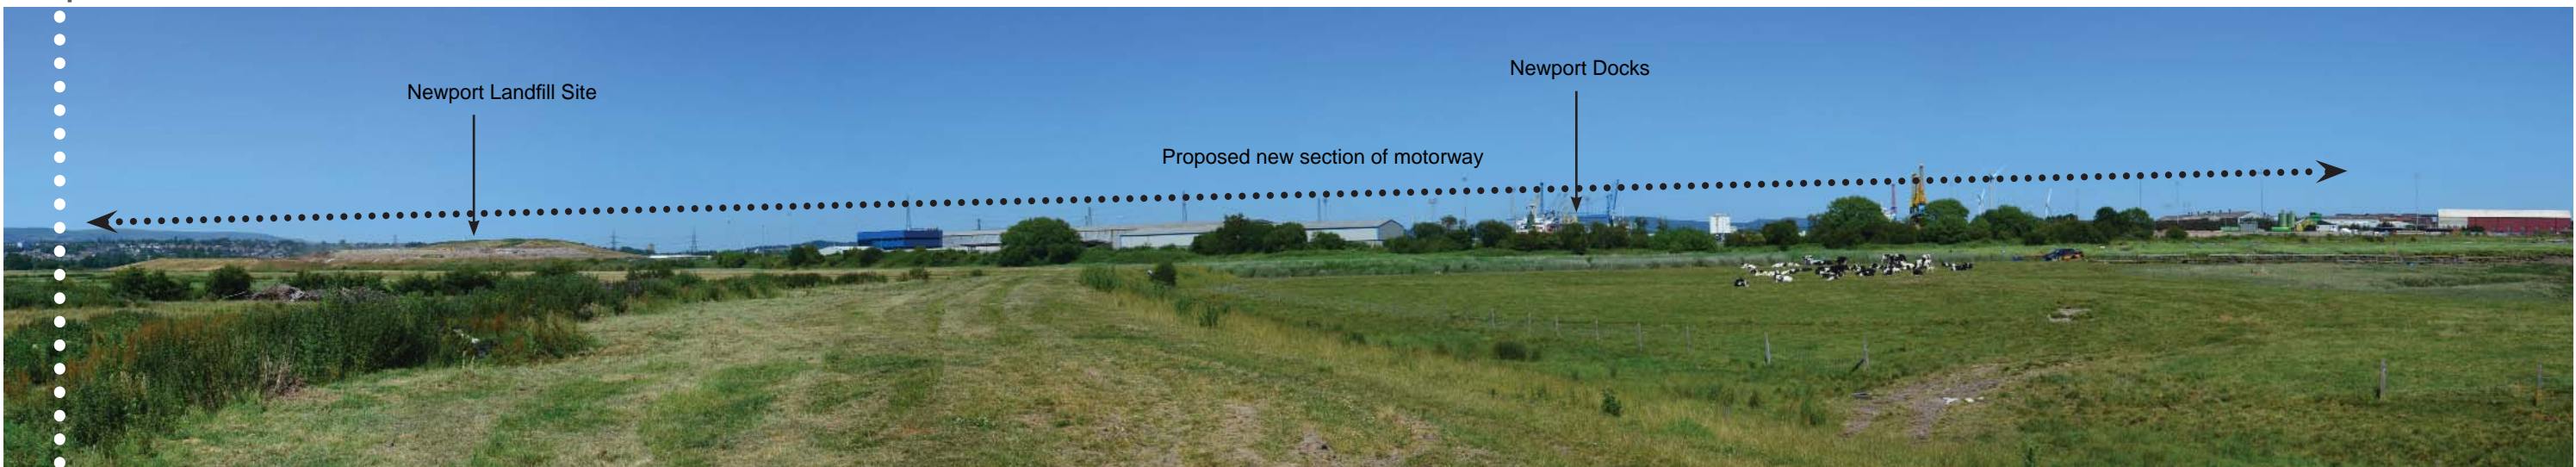 Newport Landfill Site
Newport Docks
Proposed new section of motorway